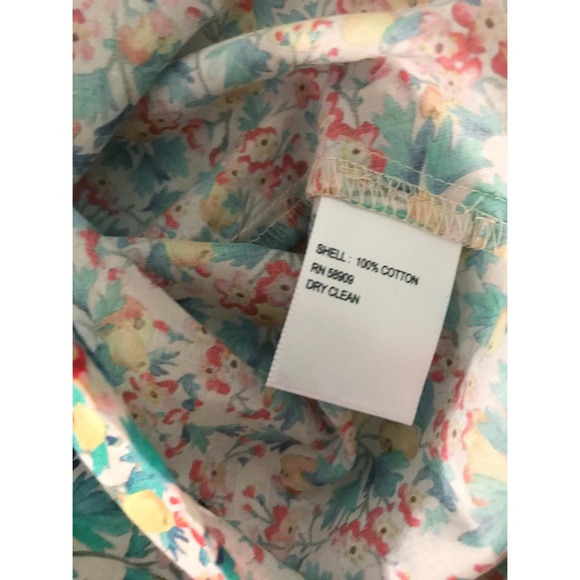 SHELL : 100% COTTON
RN 58909
DRY CLEAN